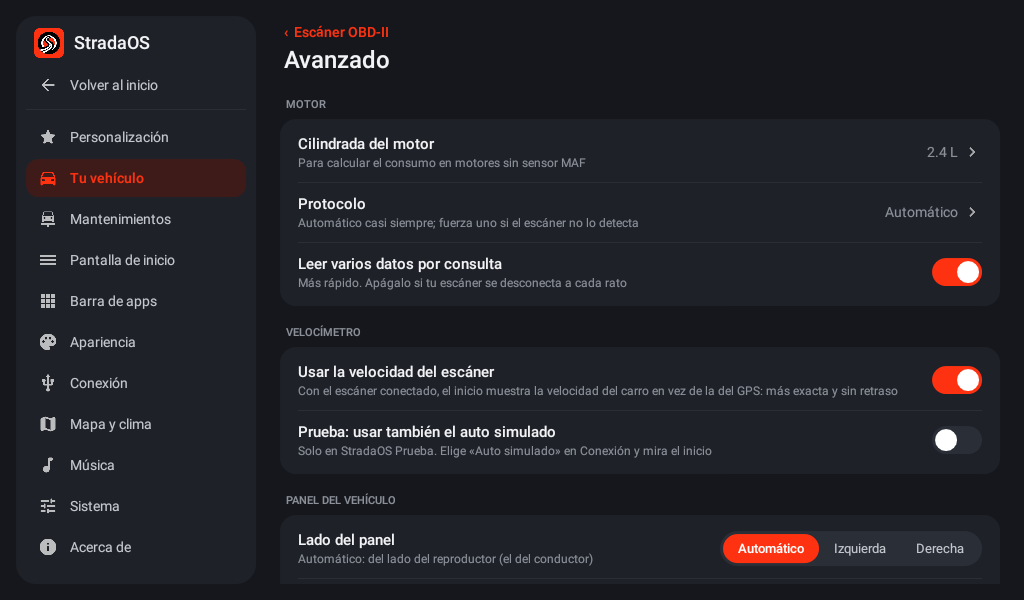 StradaOS
Volver al inicio
Personalización
Tu vehículo
Mantenimientos
Pantalla de inicio
Barra de apps
Apariencia
Conexión
Mapa y clima
Música
Sistema
Acerca de
‹ Escáner OBD-II
Avanzado
MOTOR
Cilindrada del motor
Para calcular el consumo en motores sin sensor MAF
2.4 L
Protocolo
Automático casi siempre; fuerza uno si el escáner no lo detecta
Automático
Leer varios datos por consulta
Más rápido. Apágalo si tu escáner se desconecta a cada rato
VELOCÍMETRO
Usar la velocidad del escáner
Con el escáner conectado, el inicio muestra la velocidad del carro en vez de la del GPS: más exacta y sin retraso
Prueba: usar también el auto simulado
Solo en StradaOS Prueba. Elige «Auto simulado» en Conexión y mira el inicio
PANEL DEL VEHÍCULO
Lado del panel
Automático: del lado del reproductor (el del conductor)
Automático Izquierda Derecha